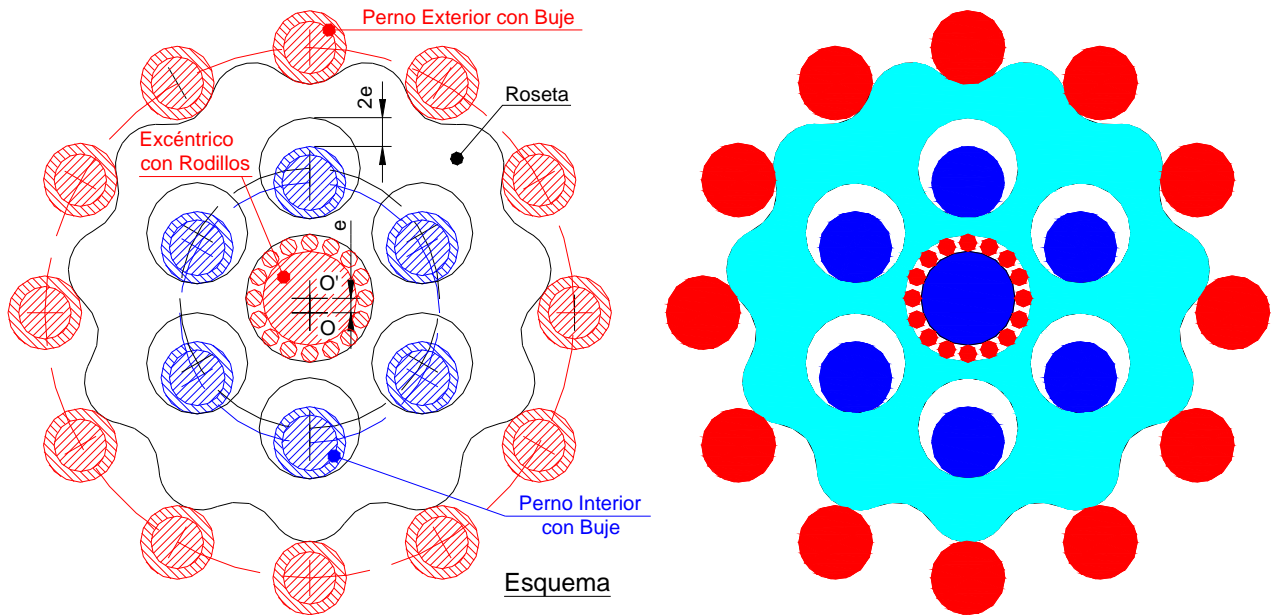 Perno Exterior con Buje
2e
Roseta
Excéntrico
con Rodillos
e
O'
O
Perno Interior
con Buje
Esquema